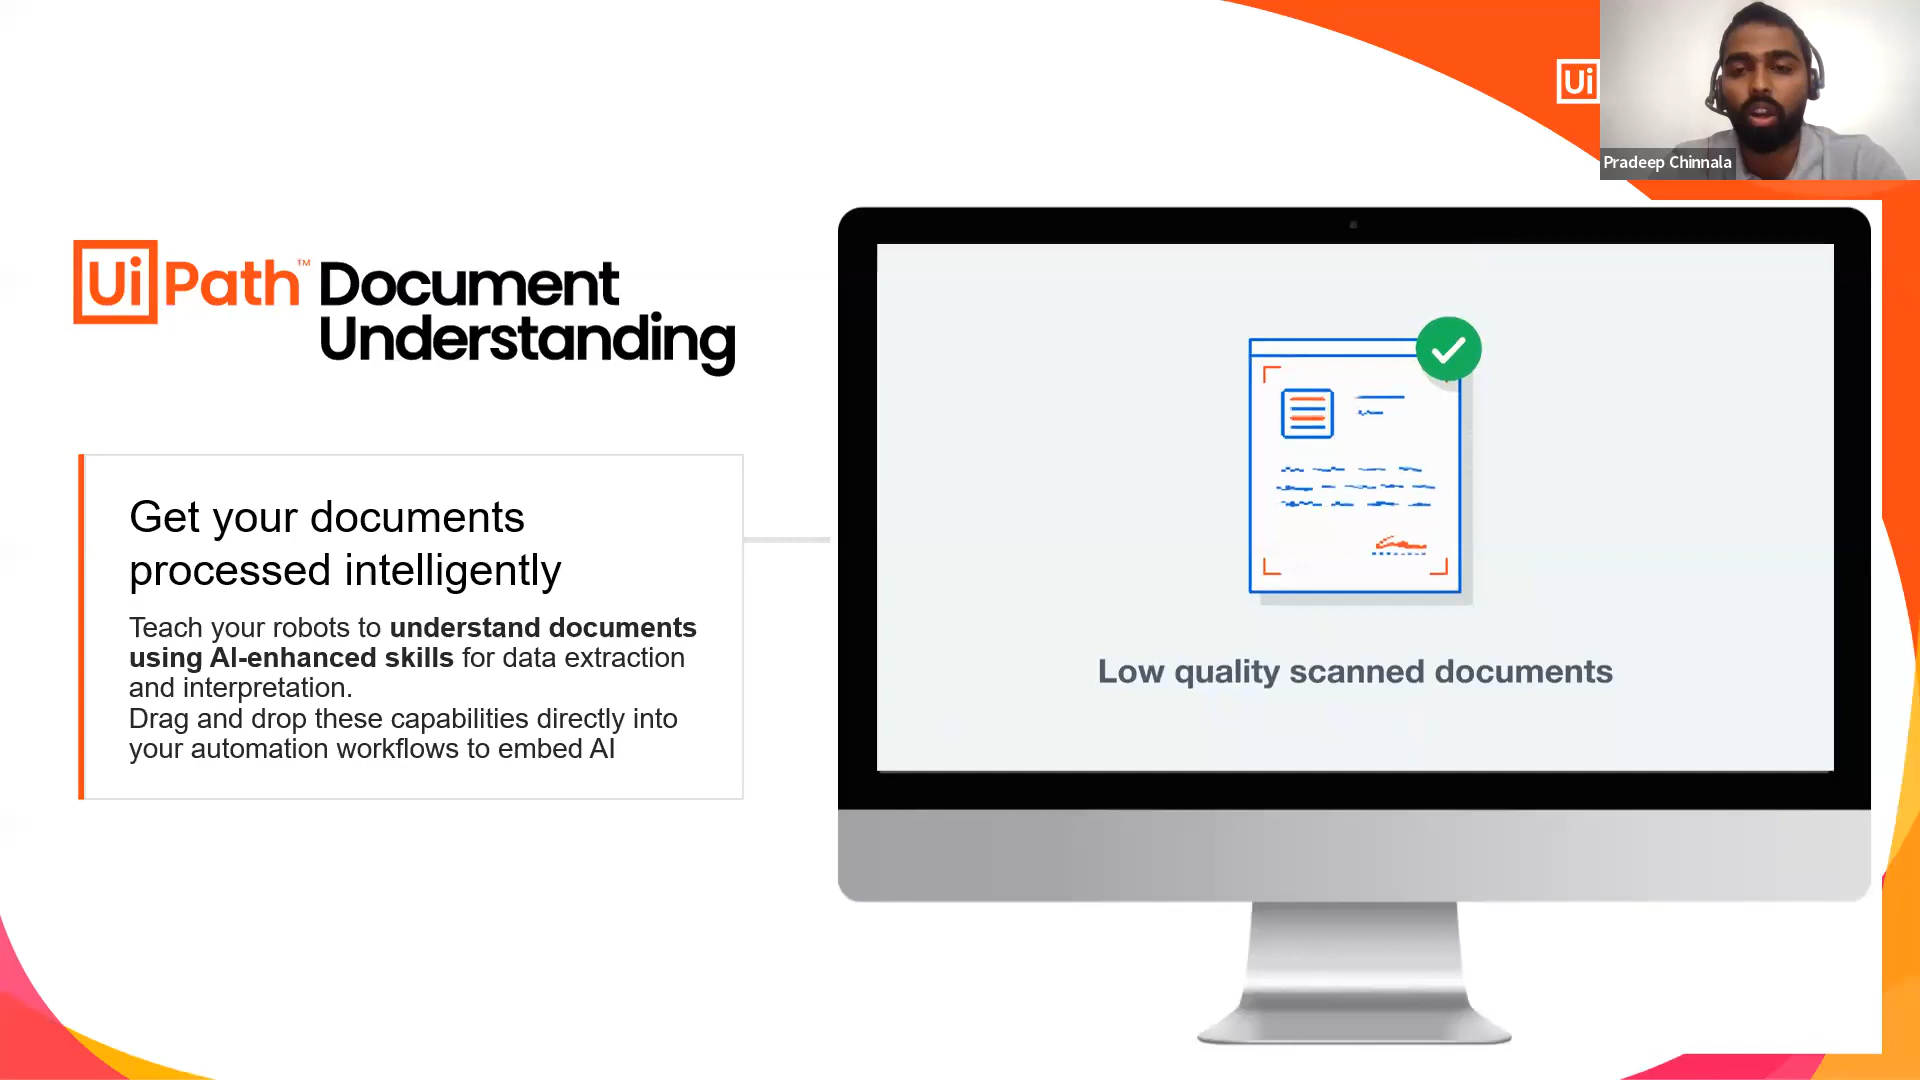 Ui
Pradeep Chinnala
UiPath™ Document
Understanding
Get your documents
processed intelligently
Teach your robots to understand documents
using AI-enhanced skills for data extraction
and interpretation.
Drag and drop these capabilities directly into
your automation workflows to embed AI
Low quality scanned documents